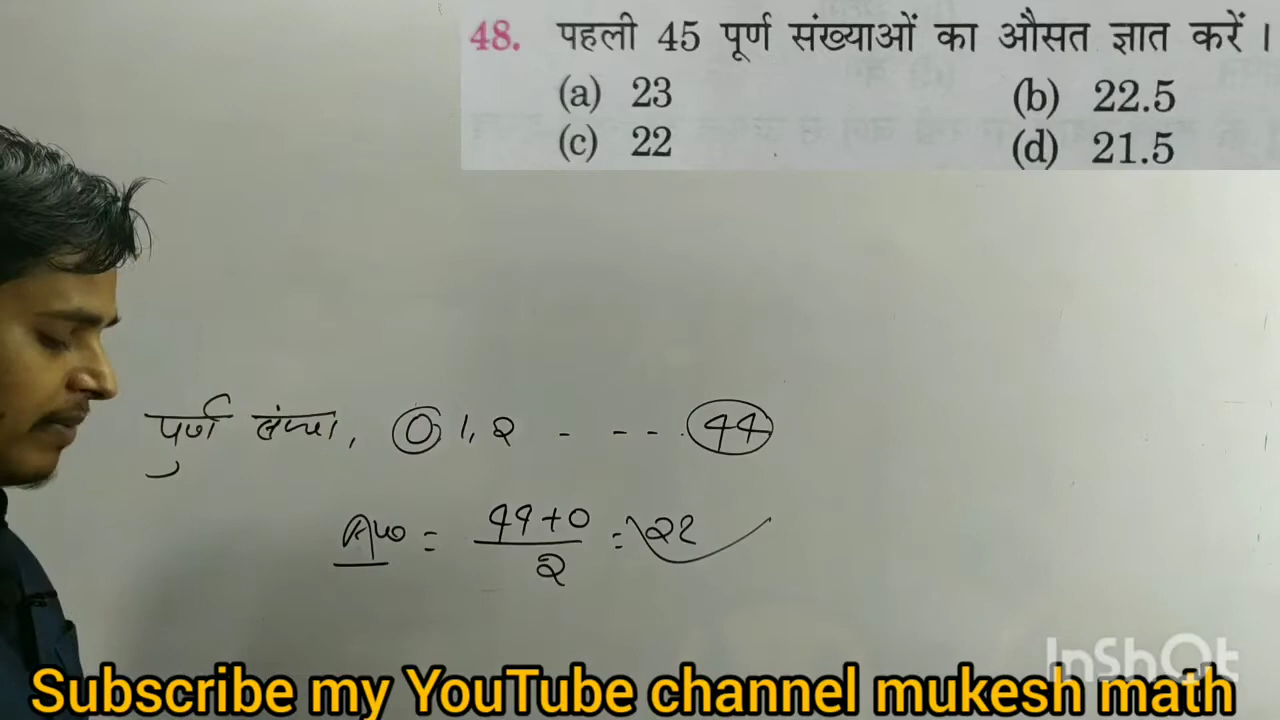 48. पहली 45 पूर्ण संख्याओं का औसत ज्ञात करें ।
(a) 23 (b) 22.5
(c) 22 (d) 21.5
पुर्ण संख्या, 0 1, 2 - - - - 44
= 44+0 / 2 = 22
InShOt
Subscribe my YouTube channel mukesh math